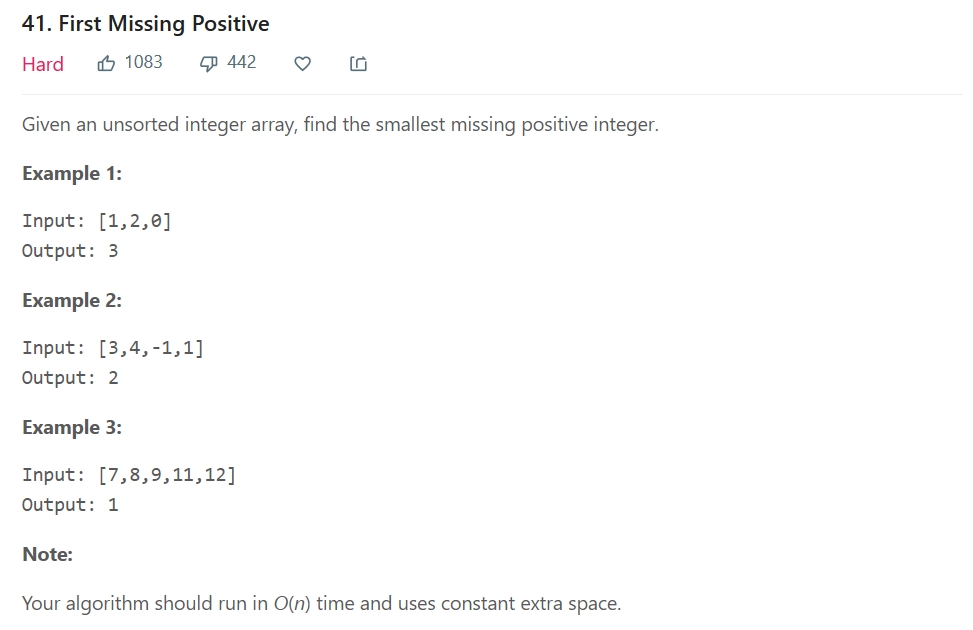 41. First Missing Positive
Hard 1083 442
Given an unsorted integer array, find the smallest missing positive integer.
Example 1:
Input: [1,2,0]
Output: 3
Example 2:
Input: [3,4,-1,1]
Output: 2
Example 3:
Input: [7,8,9,11,12]
Output: 1
Note:
Your algorithm should run in O(n) time and uses constant extra space.